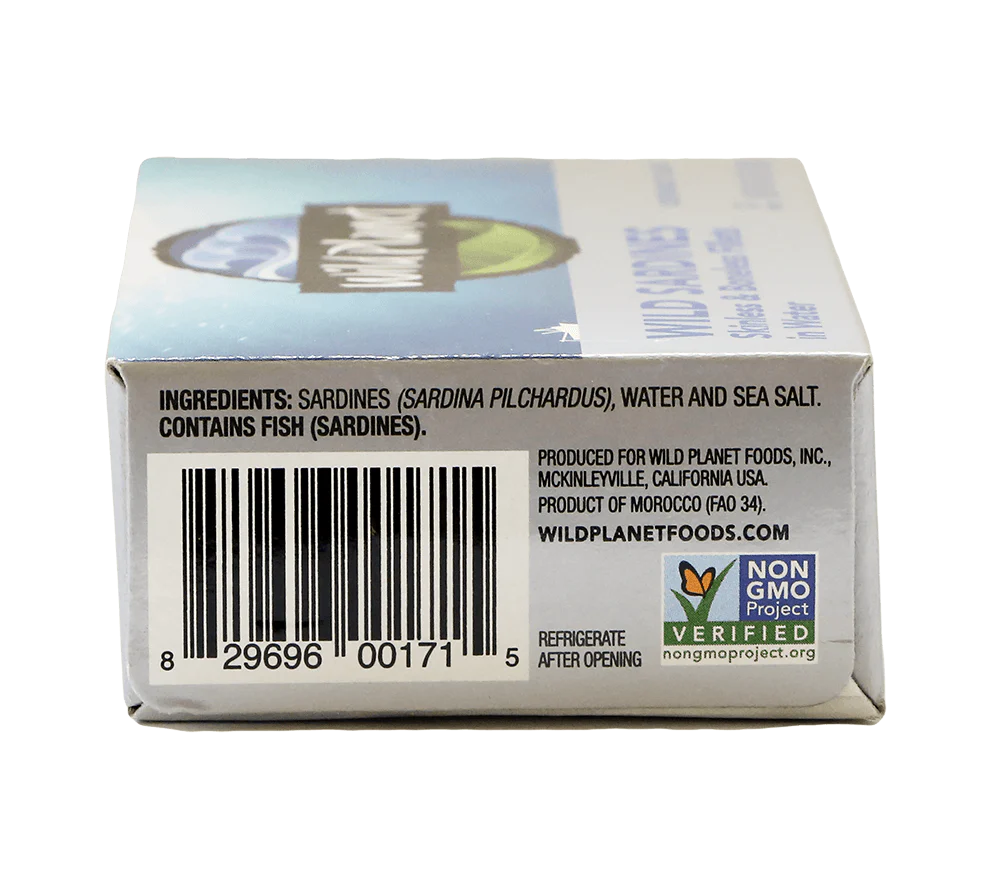 Wild Planet
WILD SARDINES
Skinless & Boneless Fillets
in Water
INGREDIENTS: SARDINES (SARDINA PILCHARDUS), WATER AND SEA SALT.
CONTAINS FISH (SARDINES).
PRODUCED FOR WILD PLANET FOODS, INC.,
MCKINLEYVILLE, CALIFORNIA USA.
PRODUCT OF MOROCCO (FAO 34).
WILDPLANETFOODS.COM
NON
GMO
Project
VERIFIED
nongmoproject.org
REFRIGERATE
AFTER OPENING
8 29696 00171 5